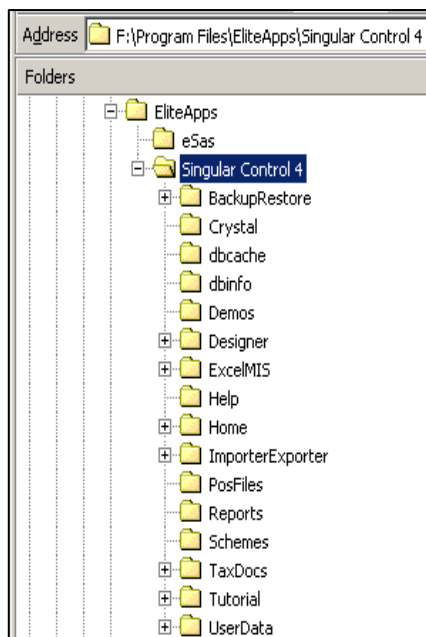 Address F:\Program Files\EliteApps\Singular Control 4
Folders
EliteApps
eSas
Singular Control 4
BackupRestore
Crystal
dbcache
dbinfo
Demos
Designer
ExcelMIS
Help
Home
ImporterExporter
PosFiles
Reports
Schemes
TaxDocs
Tutorial
UserData